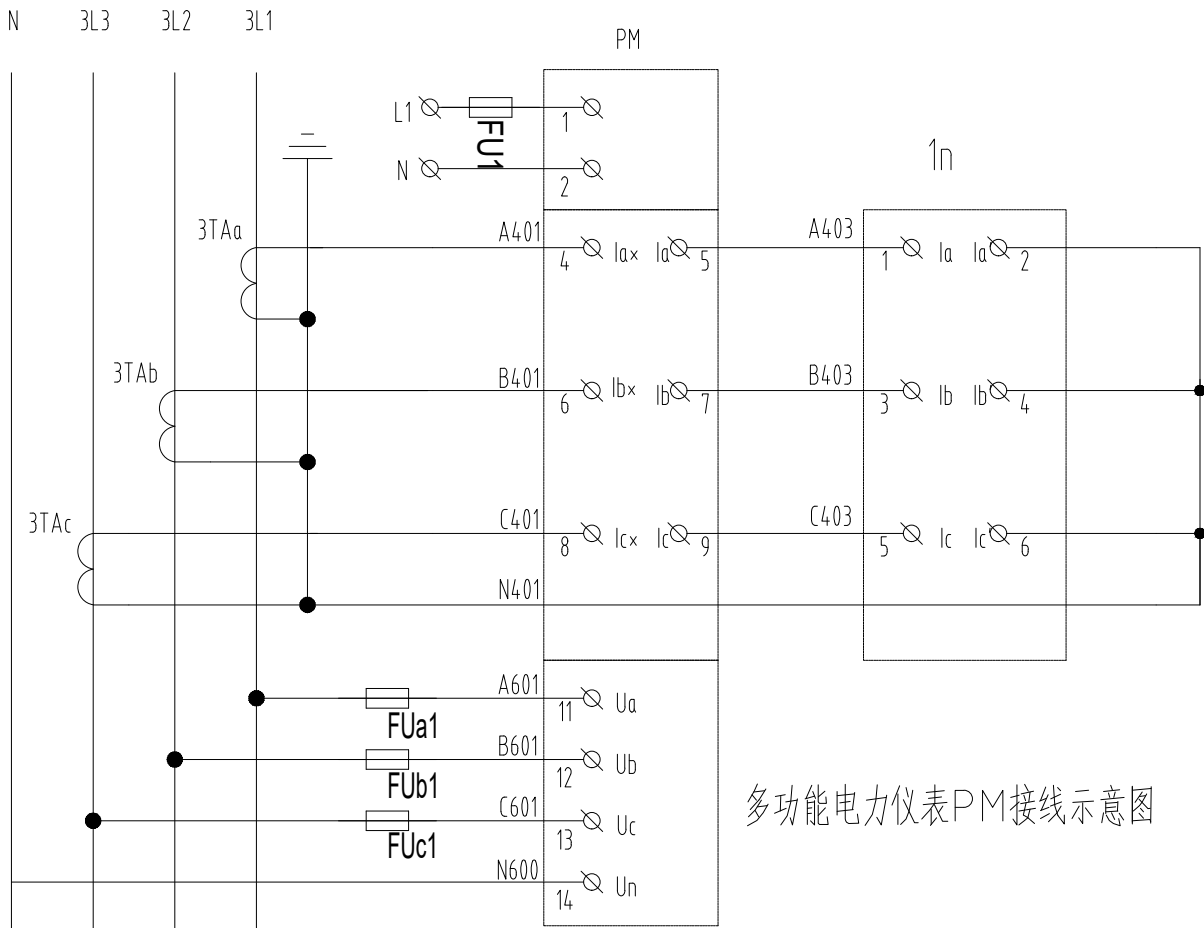 N 3L3 3L2 3L1
PM
L1
FU1
1
N
2
1n
3TAa
A401
4 Iax Ia 5
A403
1 Ia Ia' 2
3TAb
B401
6 Ibx Ib 7
B403
3 Ib Ib' 4
3TAc
C401
8 Icx Ic 9
C403
5 Ic Ic' 6
N401
A601
11 Ua
FUa1
B601
12 Ub
FUb1
C601
13 Uc
FUc1
N600
14 Un
多功能电力仪表PM接线示意图